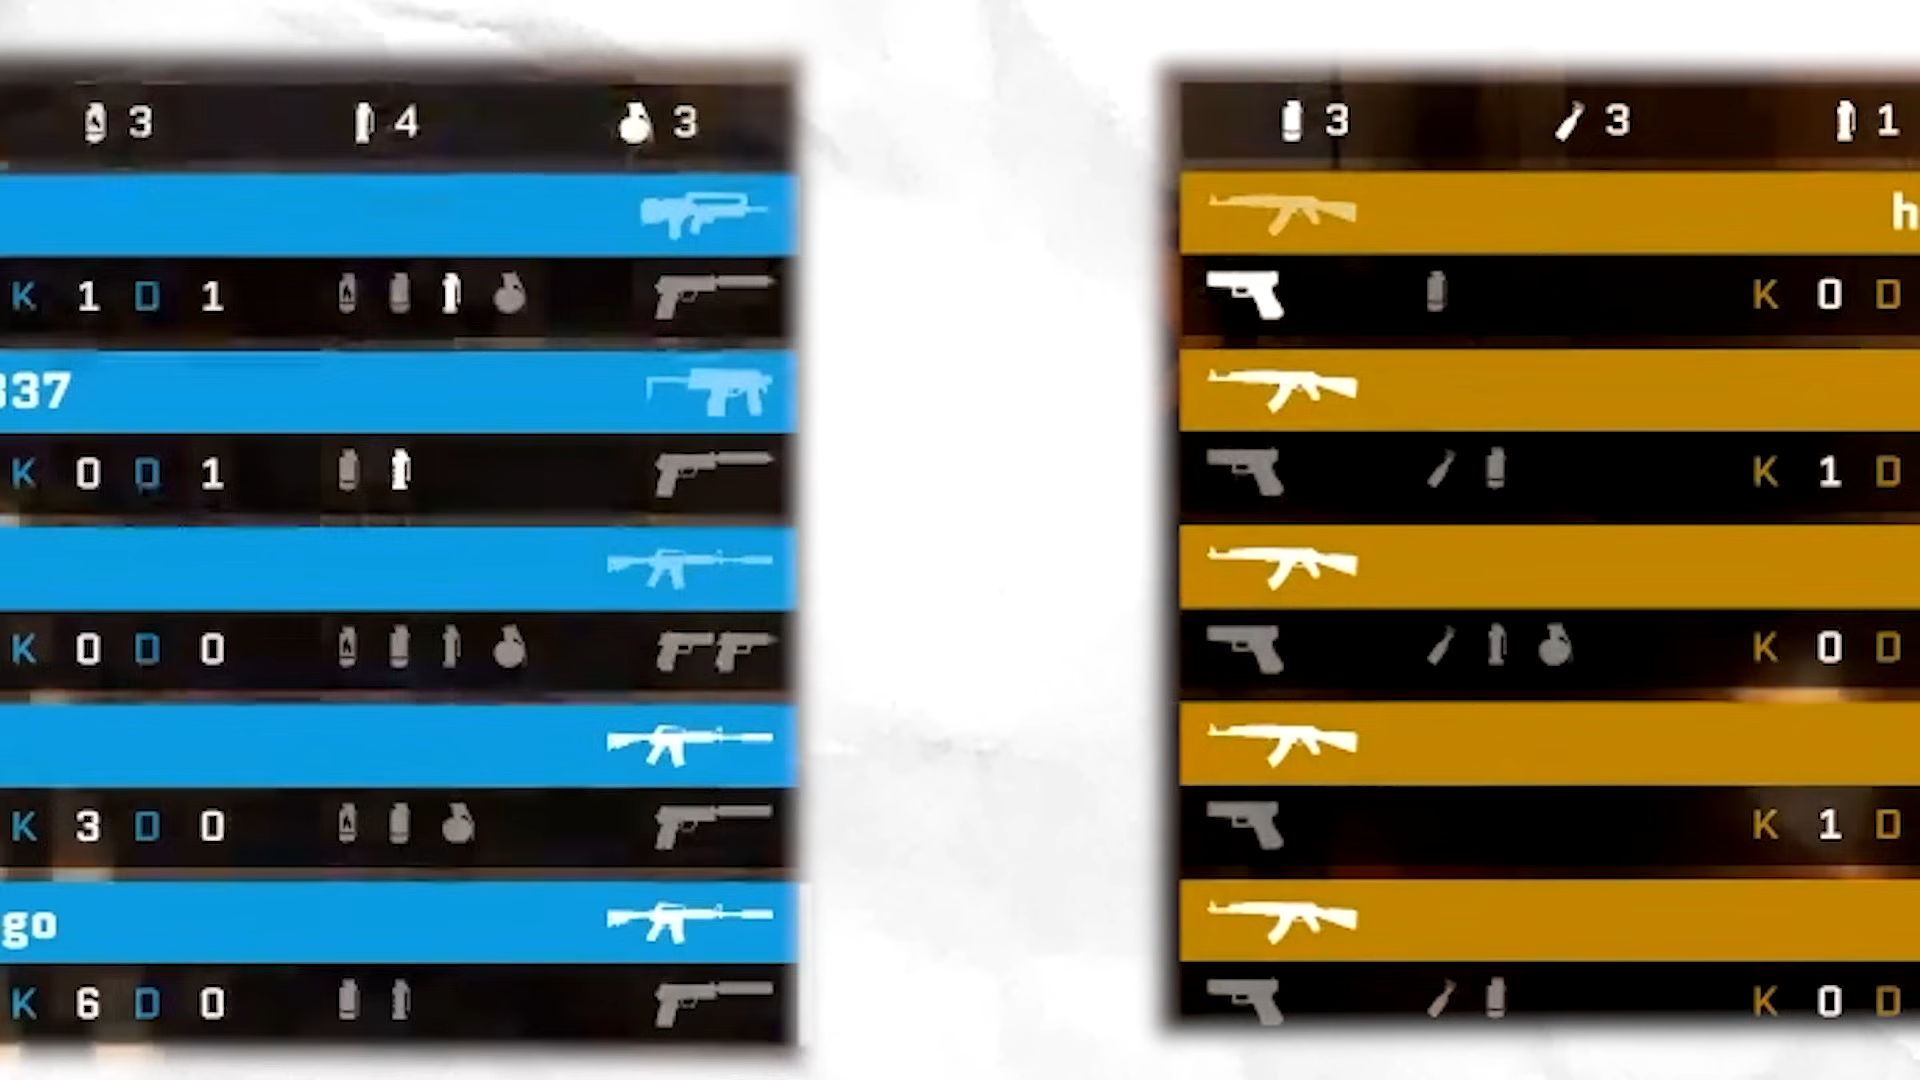 3 4 3
3 3 1
h
K 1 D 1
K 0 D
337
K 0 D 1
K 1 D
K 0 D 0
K 0 D
K 3 D 0
K 1 D
go
K 6 D 0
K 0 D